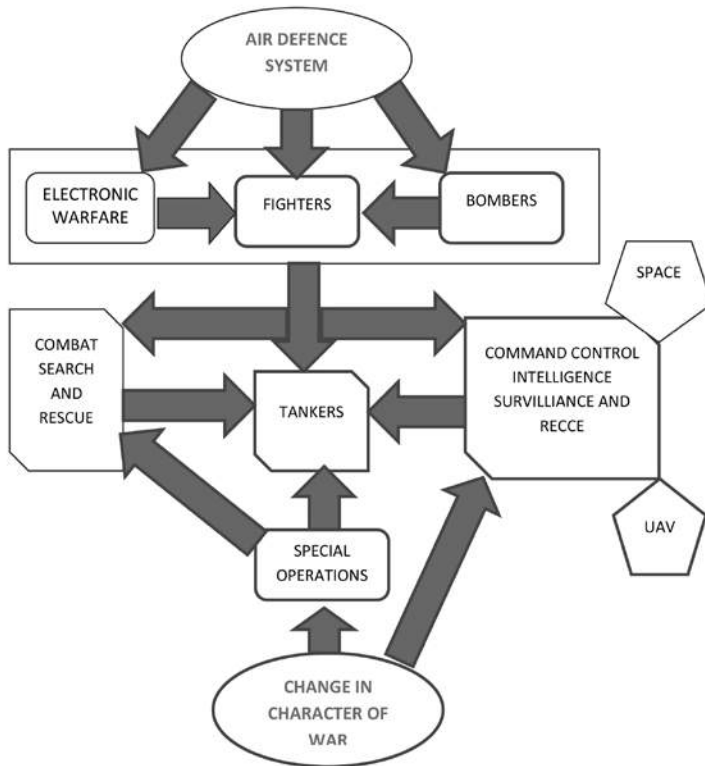 AIR DEFENCE
SYSTEM
ELECTRONIC
WARFARE
FIGHTERS
BOMBERS
SPACE
COMBAT
SEARCH
AND
RESCUE
TANKERS
COMMAND CONTROL
INTELLIGENCE
SURVILLIANCE AND
RECCE
UAV
SPECIAL
OPERATIONS
CHANGE IN
CHARACTER OF
WAR